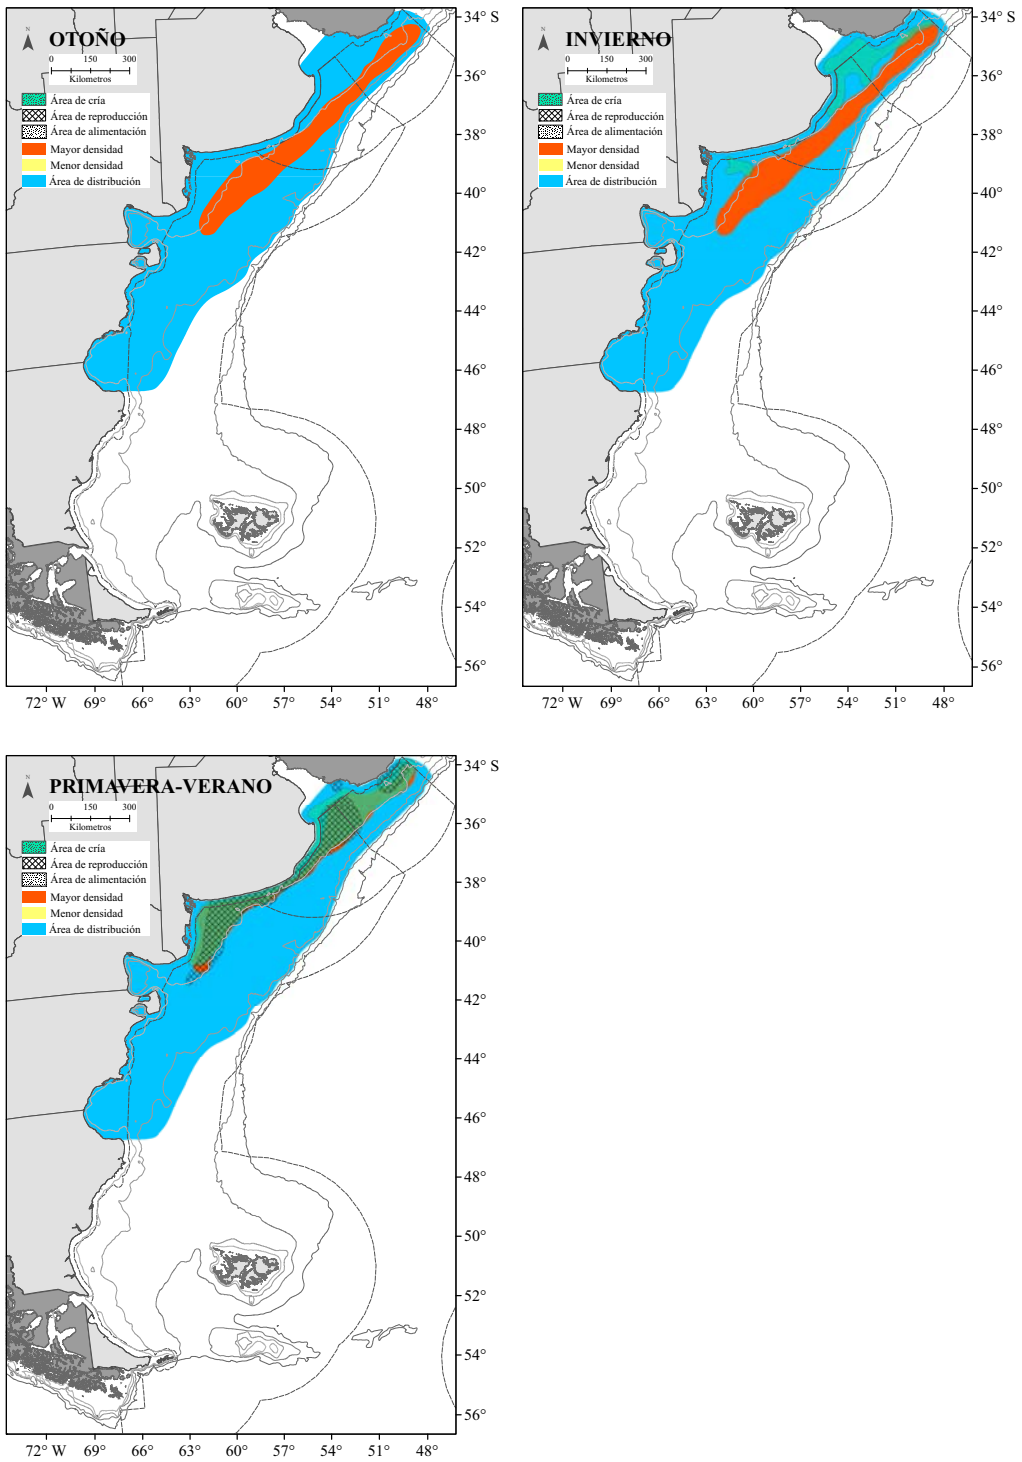 OTOÑO
N
0 150 300
Kilometros
Área de cría
Área de reproducción
Área de alimentación
Mayor densidad
Menor densidad
Área de distribución
34° S
36°
38°
40°
42°
44°
46°
48°
50°
52°
54°
56°
72° W 69° 66° 63° 60° 57° 54° 51° 48°
INVIERNO
N
0 150 300
Kilometros
Área de cría
Área de reproducción
Área de alimentación
Mayor densidad
Menor densidad
Área de distribución
34° S
36°
38°
40°
42°
44°
46°
48°
50°
52°
54°
56°
72° W 69° 66° 63° 60° 57° 54° 51° 48°
PRIMAVERA-VERANO
N
0 150 300
Kilometros
Área de cría
Área de reproducción
Área de alimentación
Mayor densidad
Menor densidad
Área de distribución
34° S
36°
38°
40°
42°
44°
46°
48°
50°
52°
54°
56°
72° W 69° 66° 63° 60° 57° 54° 51° 48°